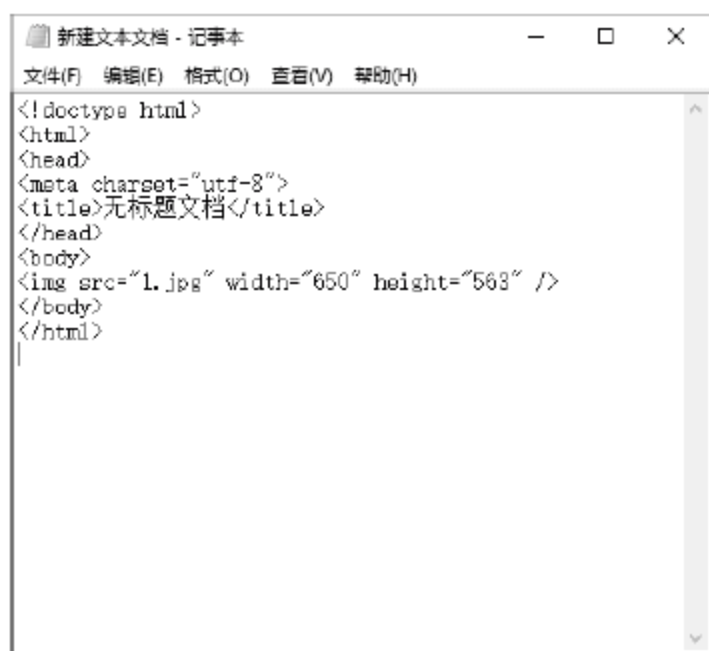 新建文本文档 - 记事本
文件(F) 编辑(E) 格式(O) 查看(V) 帮助(H)
<!doctype html>
<html>
<head>
<meta charset="utf-8">
<title>无标题文档</title>
</head>
<body>
<img src="1.jpg" width="650" height="563" />
</body>
</html>